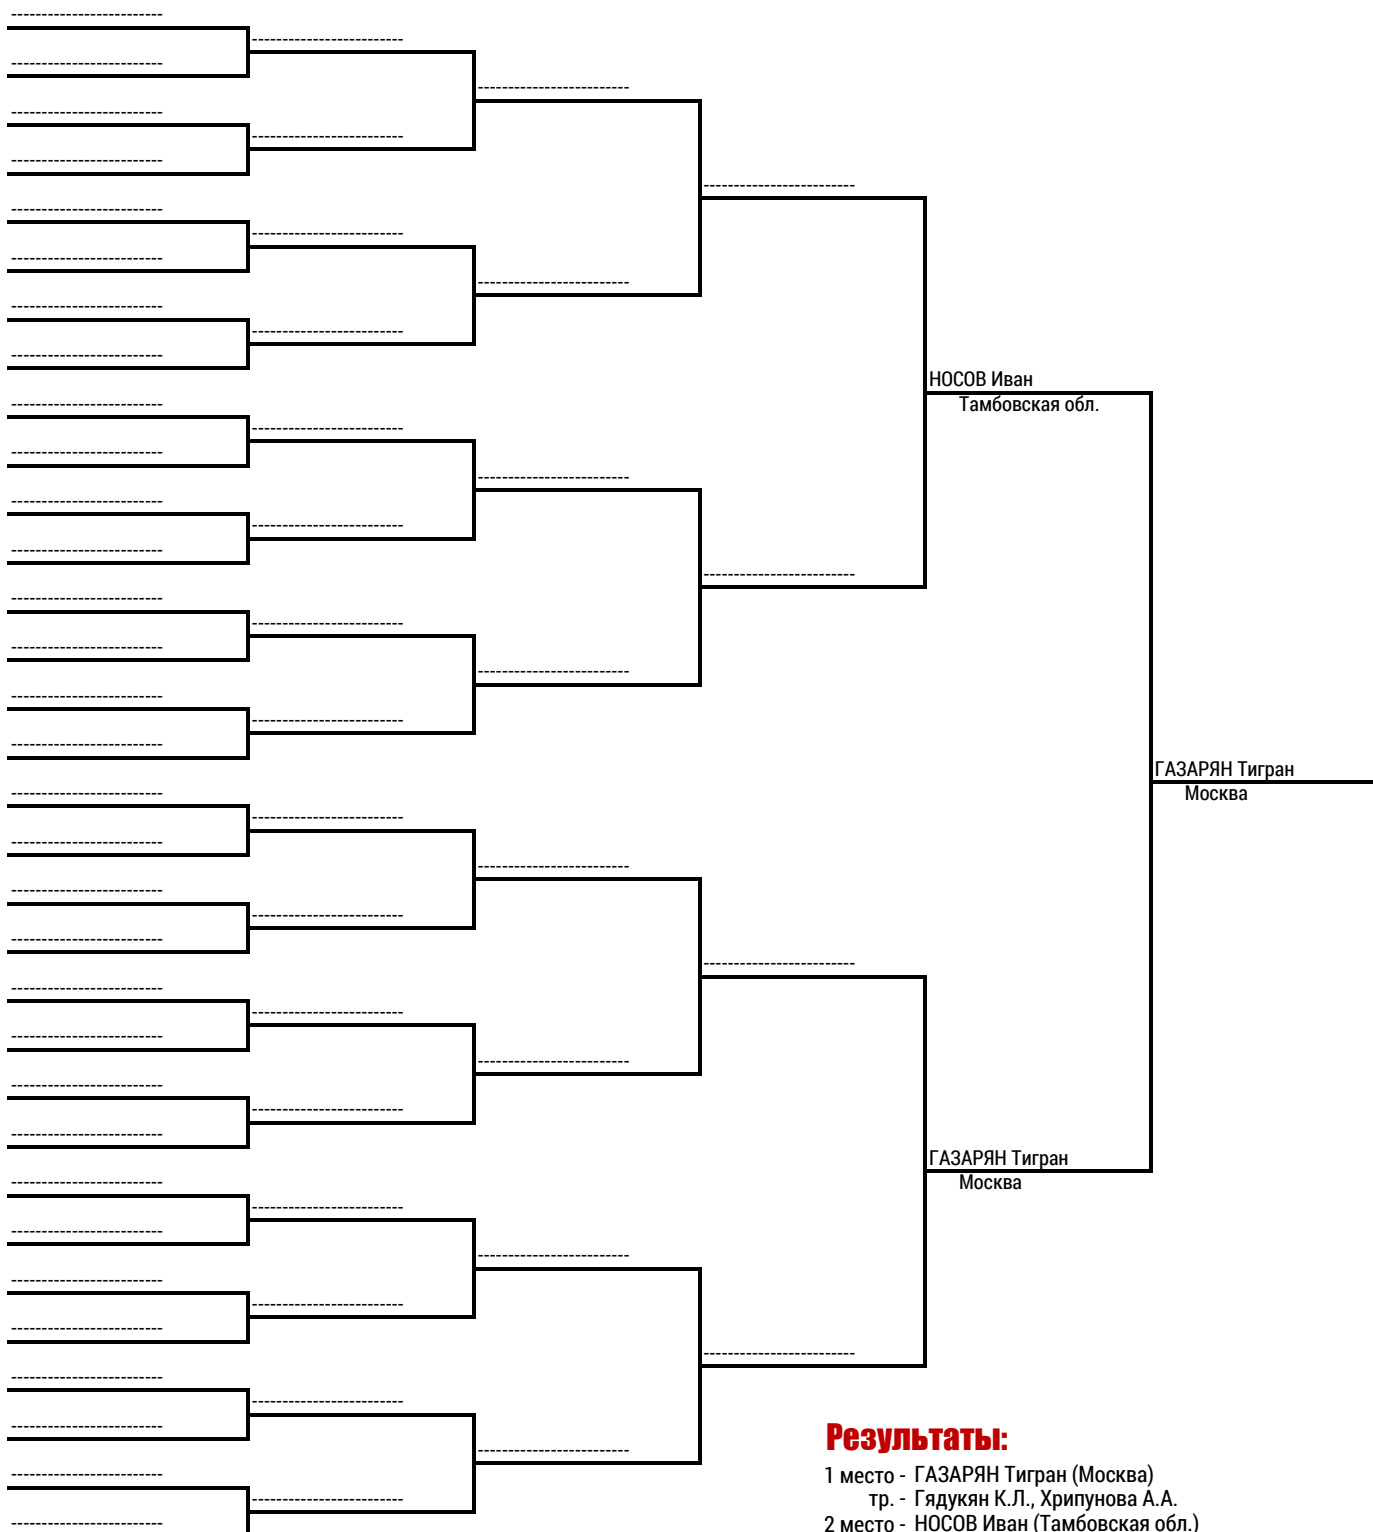 НОСОВ Иван
Тамбовская обл.
ГАЗАРЯН Тигран
Москва
ГАЗАРЯН Тигран
Москва
Результаты:
1 место - ГАЗАРЯН Тигран (Москва)
тр. - Гядукян К.Л., Хрипунова А.А.
2 место - НОСОВ Иван (Тамбовская обл.)